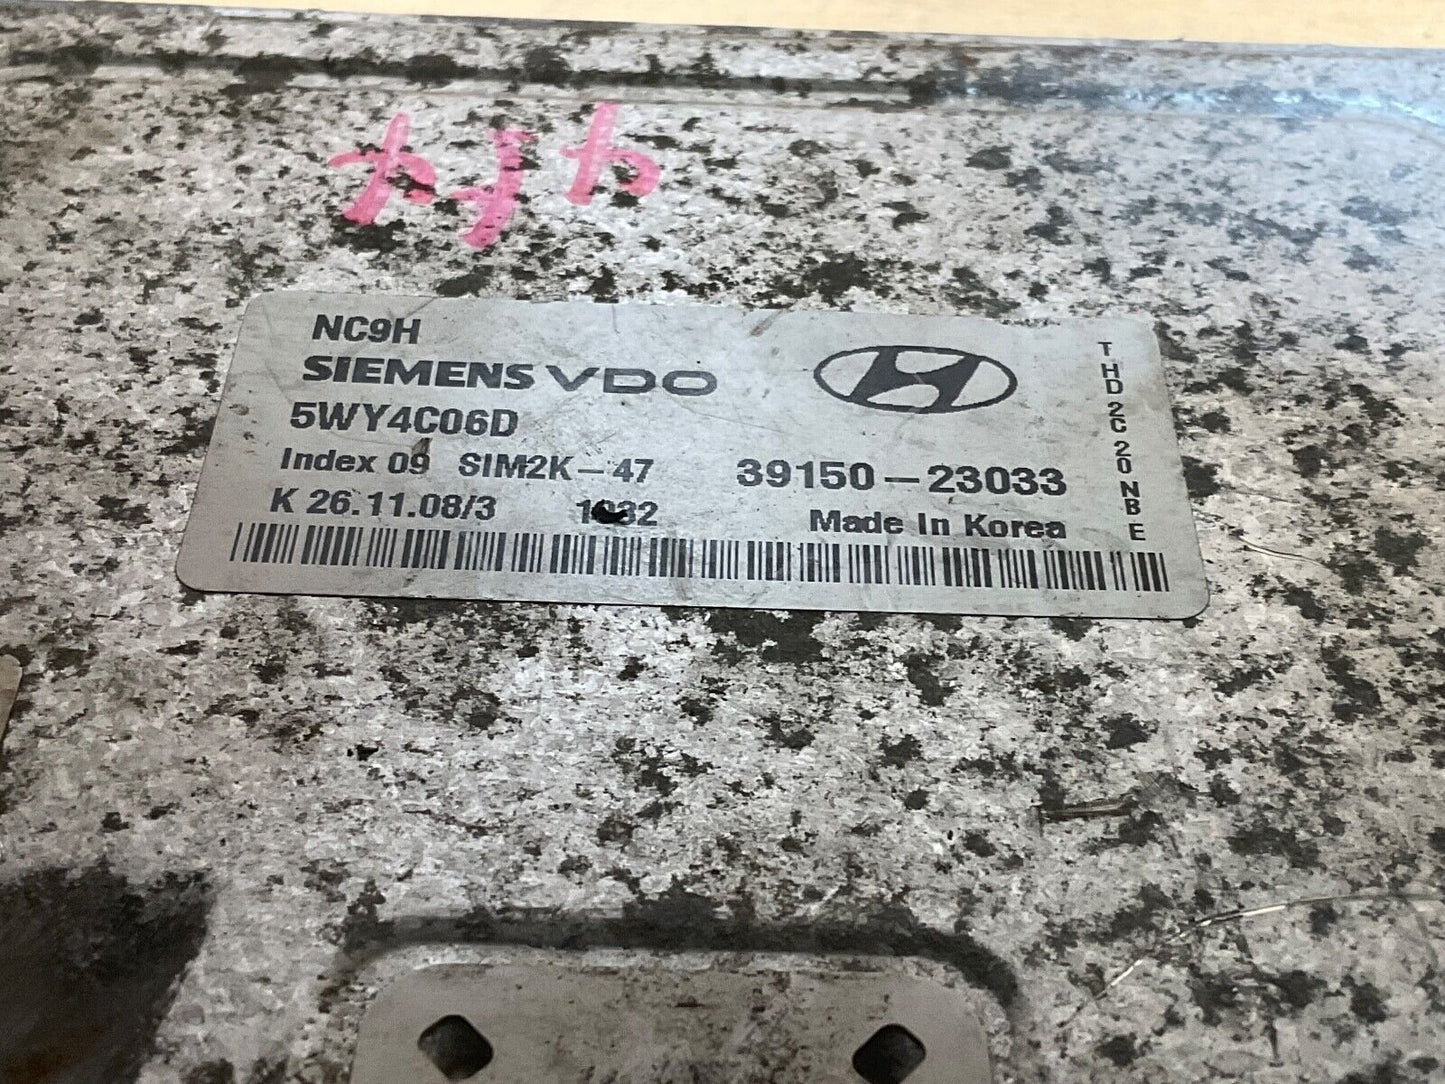 NC9H
SIEMENS VDO
5WY4C06D
Index 09 SIM2K-47
39150-23033
K 26.11.08/3
Made In Korea
THD 2C 20 NB E